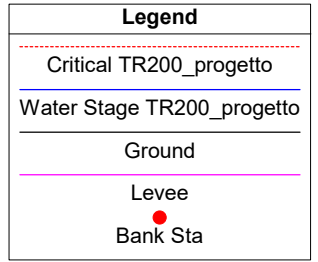 Legend
Critical TR200_progetto
Water Stage TR200_progetto
Ground
Levee
Bank Sta